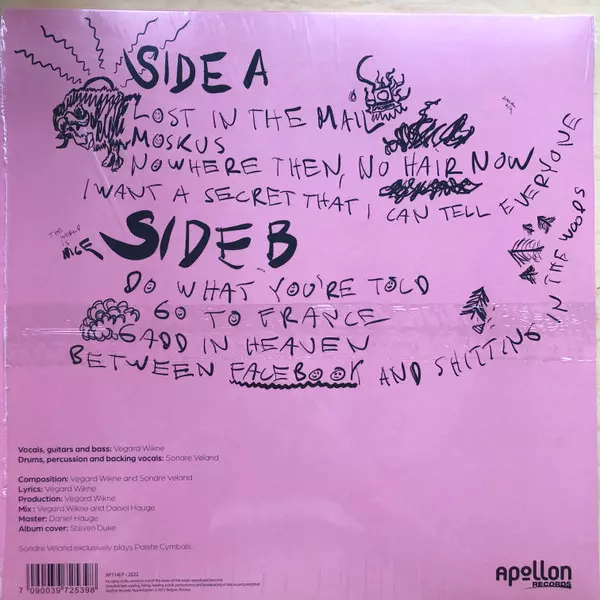 SIDE A
LOST IN THE MAIL
MOSKUS
NOWHERE THEN, NO HAIR NOW
I WANT A SECRET THAT I CAN TELL EVERYONE
THE WORLD
IS
NICE
SIDE B
DO WHAT YOU'RE TOLD
GO TO FRANCE
GADD IN HEAVEN
BETWEEN FACEBOOK AND SHITTING IN THE WOODS
Vocals, guitars and bass: Vegard Wikne
Drums, percussion and backing vocals: Sondre Veland
Composition: Vegard Wikne and Sondre Veland
Lyrics: Vegard Wikne
Production: Vegard Wikne
Mix : Vegard Wikne and Daniel Hauge
Master: Daniel Hauge
Album cover: Steven Duke
Sondre Veland exclusively plays Paiste Cymbals.
7 090039 725398
2022
Apollon
RECORDS